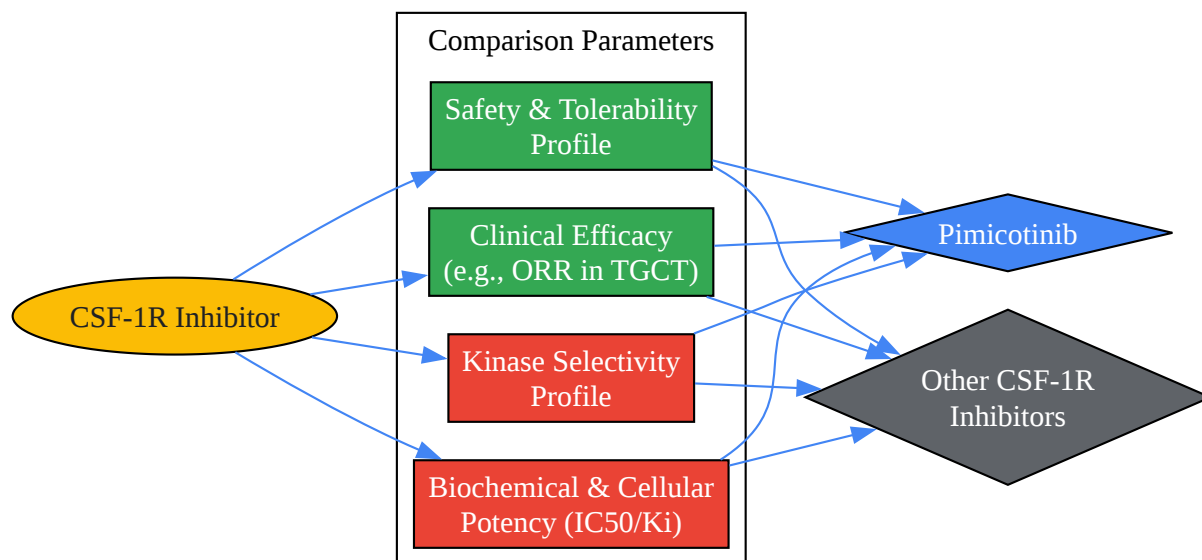 Comparison Parameters
Safety & Tolerability
Profile
Clinical Efficacy
(e.g., ORR in TGCT)
Kinase Selectivity
Profile
Biochemical & Cellular
Potency (IC50/Ki)
CSF-1R Inhibitor
Pimicotinib
Other CSF-1R
Inhibitors